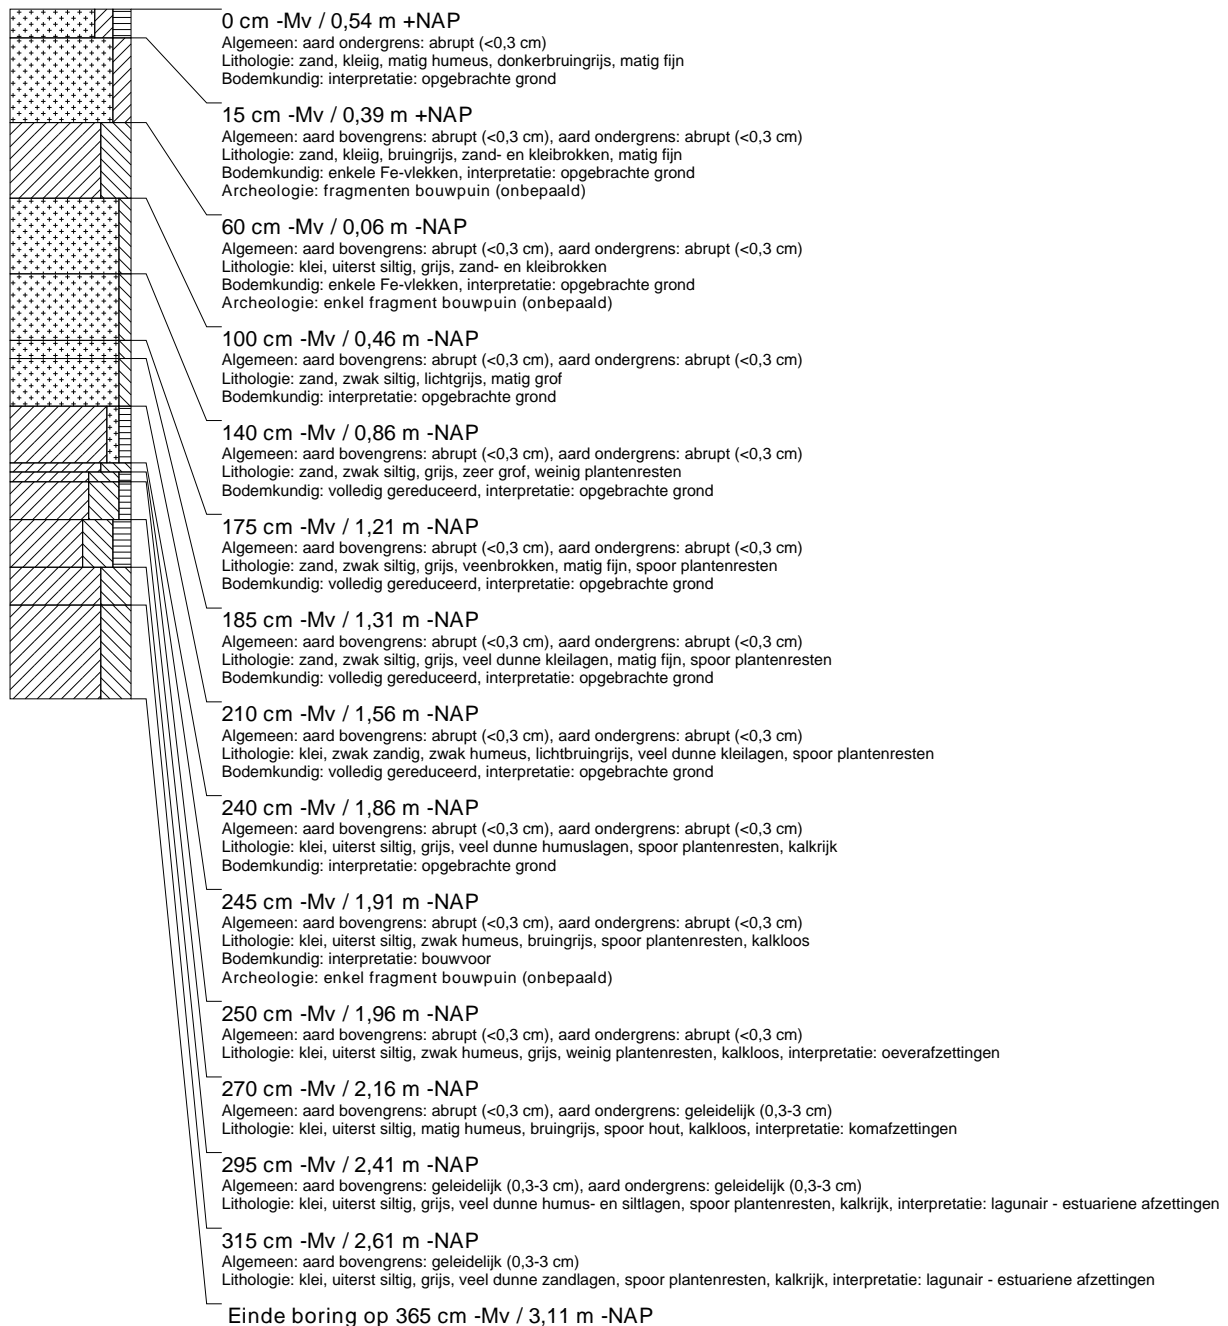 0 cm -Mv / 0,54 m +NAP
Algemeen: aard ondergrens: abrupt (<0,3 cm)
Lithologie: zand, kleiig, matig humeus, donkerbruingrijs, matig fijn
Bodemkundig: interpretatie: opgebrachte grond
15 cm -Mv / 0,39 m +NAP
Algemeen: aard bovengrens: abrupt (<0,3 cm), aard ondergrens: abrupt (<0,3 cm)
Lithologie: zand, kleiig, bruingrijs, zand- en kleibrokken, matig fijn
Bodemkundig: enkele Fe-vlekken, interpretatie: opgebrachte grond
Archeologie: fragmenten bouwpuin (onbepaald)
60 cm -Mv / 0,06 m -NAP
Algemeen: aard bovengrens: abrupt (<0,3 cm), aard ondergrens: abrupt (<0,3 cm)
Lithologie: klei, uiterst siltig, grijs, zand- en kleibrokken
Bodemkundig: enkele Fe-vlekken, interpretatie: opgebrachte grond
Archeologie: enkel fragment bouwpuin (onbepaald)
100 cm -Mv / 0,46 m -NAP
Algemeen: aard bovengrens: abrupt (<0,3 cm), aard ondergrens: abrupt (<0,3 cm)
Lithologie: zand, zwak siltig, lichtgrijs, matig grof
Bodemkundig: interpretatie: opgebrachte grond
140 cm -Mv / 0,86 m -NAP
Algemeen: aard bovengrens: abrupt (<0,3 cm), aard ondergrens: abrupt (<0,3 cm)
Lithologie: zand, zwak siltig, grijs, zeer grof, weinig plantenresten
Bodemkundig: volledig gereduceerd, interpretatie: opgebrachte grond
175 cm -Mv / 1,21 m -NAP
Algemeen: aard bovengrens: abrupt (<0,3 cm), aard ondergrens: abrupt (<0,3 cm)
Lithologie: zand, zwak siltig, grijs, veenbrokken, matig fijn, spoor plantenresten
Bodemkundig: volledig gereduceerd, interpretatie: opgebrachte grond
185 cm -Mv / 1,31 m -NAP
Algemeen: aard bovengrens: abrupt (<0,3 cm), aard ondergrens: abrupt (<0,3 cm)
Lithologie: zand, zwak siltig, grijs, veel dunne kleilagen, matig fijn, spoor plantenresten
Bodemkundig: volledig gereduceerd, interpretatie: opgebrachte grond
210 cm -Mv / 1,56 m -NAP
Algemeen: aard bovengrens: abrupt (<0,3 cm), aard ondergrens: abrupt (<0,3 cm)
Lithologie: klei, zwak zandig, zwak humeus, lichtbruingrijs, veel dunne kleilagen, spoor plantenresten
Bodemkundig: volledig gereduceerd, interpretatie: opgebrachte grond
240 cm -Mv / 1,86 m -NAP
Algemeen: aard bovengrens: abrupt (<0,3 cm), aard ondergrens: abrupt (<0,3 cm)
Lithologie: klei, uiterst siltig, grijs, veel dunne humuslagen, spoor plantenresten, kalkrijk
Bodemkundig: interpretatie: opgebrachte grond
245 cm -Mv / 1,91 m -NAP
Algemeen: aard bovengrens: abrupt (<0,3 cm), aard ondergrens: abrupt (<0,3 cm)
Lithologie: klei, uiterst siltig, zwak humeus, bruingrijs, spoor plantenresten, kalkloos
Bodemkundig: interpretatie: bouwvoor
Archeologie: enkel fragment bouwpuin (onbepaald)
250 cm -Mv / 1,96 m -NAP
Algemeen: aard bovengrens: abrupt (<0,3 cm), aard ondergrens: abrupt (<0,3 cm)
Lithologie: klei, uiterst siltig, zwak humeus, grijs, weinig plantenresten, kalkloos, interpretatie: oeverafzettingen
270 cm -Mv / 2,16 m -NAP
Algemeen: aard bovengrens: abrupt (<0,3 cm), aard ondergrens: geleidelijk (0,3-3 cm)
Lithologie: klei, uiterst siltig, matig humeus, bruingrijs, spoor hout, kalkloos, interpretatie: komafzettingen
295 cm -Mv / 2,41 m -NAP
Algemeen: aard bovengrens: geleidelijk (0,3-3 cm), aard ondergrens: geleidelijk (0,3-3 cm)
Lithologie: klei, uiterst siltig, grijs, veel dunne humus- en siltlagen, spoor plantenresten, kalkrijk, interpretatie: lagunair - estuariene afzettingen
315 cm -Mv / 2,61 m -NAP
Algemeen: aard bovengrens: geleidelijk (0,3-3 cm)
Lithologie: klei, uiterst siltig, grijs, veel dunne zandlagen, spoor plantenresten, kalkrijk, interpretatie: lagunair - estuariene afzettingen
Einde boring op 365 cm -Mv / 3,11 m -NAP